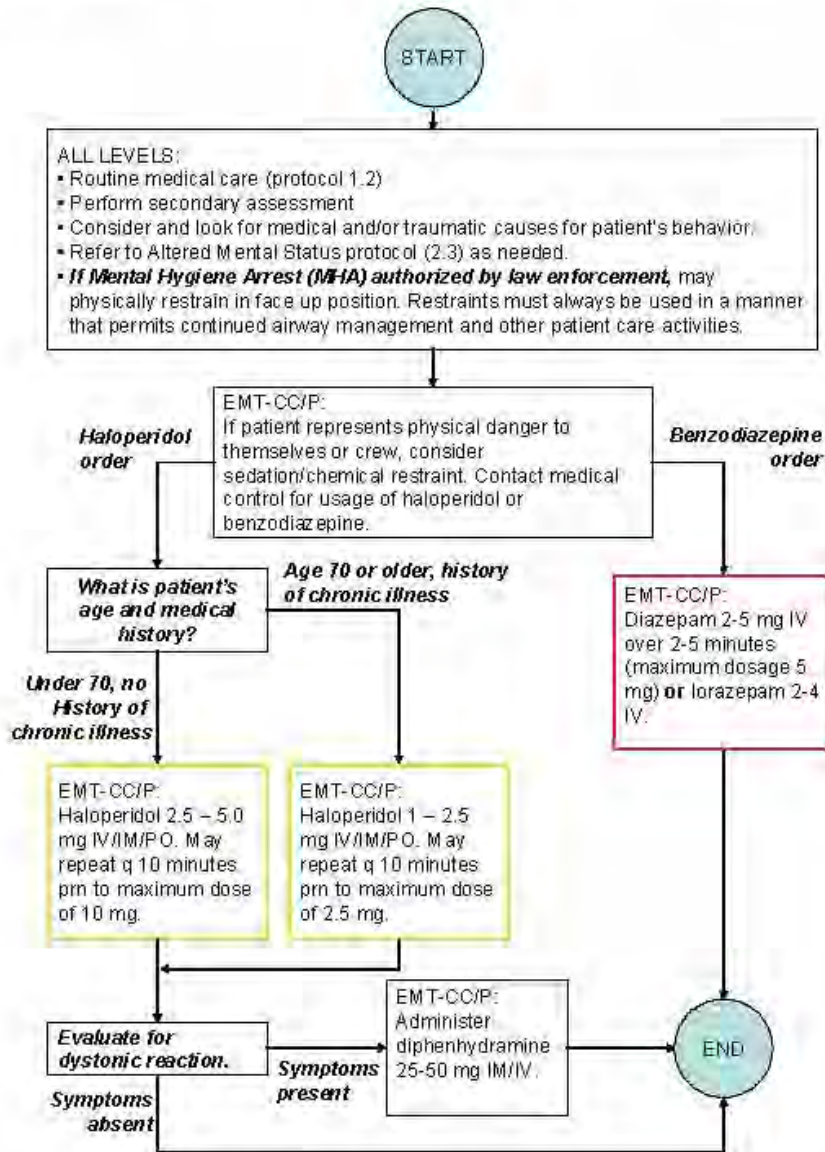 START
ALL LEVELS:
▪ Routine medical care (protocol 1.2)
▪ Perform secondary assessment
▪ Consider and look for medical and/or traumatic causes for patient's behavior.
▪ Refer to Altered Mental Status protocol (2.3) as needed.
▪ If Mental Hygiene Arrest (MHA) authorized by law enforcement, may
physically restrain in face up position. Restraints must always be used in a manner
that permits continued airway management and other patient care activities.
EMT-CC/P:
If patient represents physical danger to
themselves or crew, consider
sedation/chemical restraint. Contact medical
control for usage of haloperidol or
benzodiazepine.
Haloperidol
order
Benzodiazepine
order
What is patient's
age and medical
history?
Age 70 or older, history
of chronic illness
Under 70, no
History of
chronic illness
EMT-CC/P:
Diazepam 2-5 mg IV
over 2-5 minutes
(maximum dosage 5
mg) or lorazepam 2-4
IV.
EMT-CC/P:
Haloperidol 2.5 – 5.0
mg IV/IM/PO. May
repeat q 10 minutes
prn to maximum dose
of 10 mg.
EMT-CC/P:
Haloperidol 1 – 2.5
mg IV/IM/PO. May
repeat q 10 minutes
prn to maximum dose
of 2.5 mg.
Evaluate for
dystonic reaction.
Symptoms
present
EMT-CC/P:
Administer
diphenhydramine
25-50 mg IM/IV.
Symptoms
absent
END